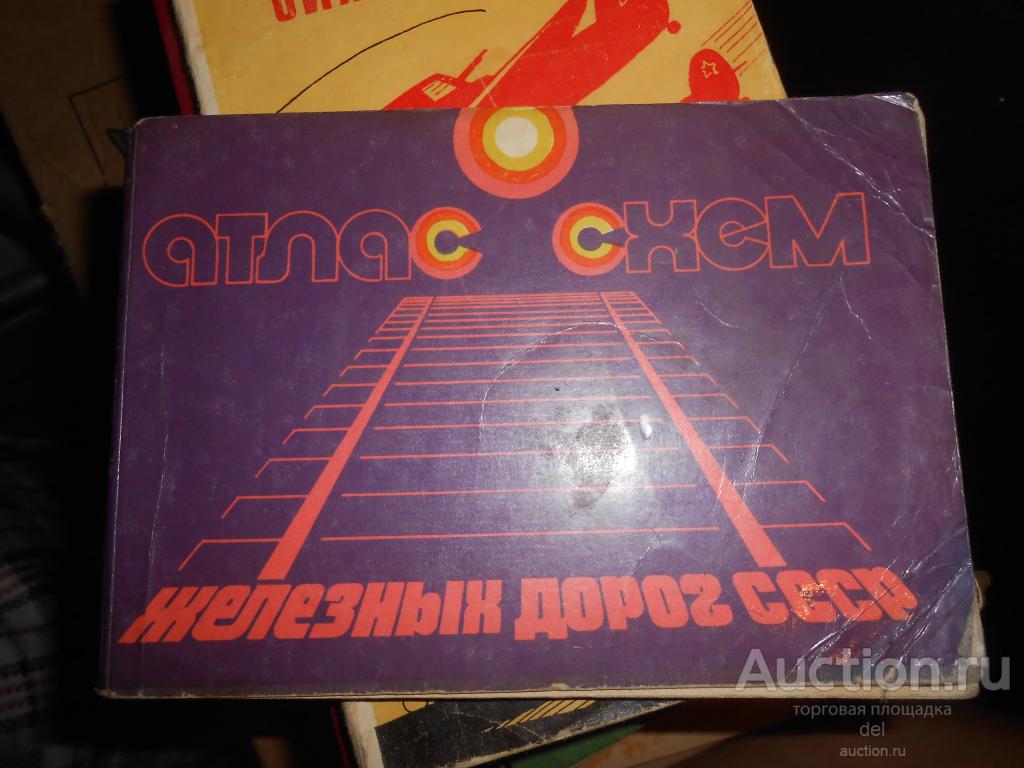 атлас схем
железных дорог СССР
Auction.ru
торговая площадка
del
auction.ru